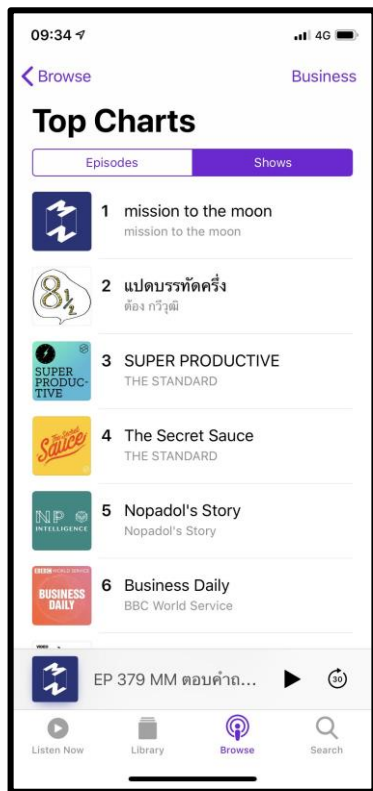 09:34
4G
Browse
Business
Top Charts
Episodes
Shows
1 mission to the moon
mission to the moon
8½
2 แปดบรรทัดครึ่ง
ต้อง กวีวุฒิ
SUPER
PRODUC-
TIVE
3 SUPER PRODUCTIVE
THE STANDARD
The Secret
Sauce
4 The Secret Sauce
THE STANDARD
NP
INTELLIGENCE
5 Nopadol's Story
Nopadol's Story
BBC WORLD SERVICE
BUSINESS
DAILY
6 Business Daily
BBC World Service
EP 379 MM ตอบคำถ...
30
Listen Now
Library
Browse
Search